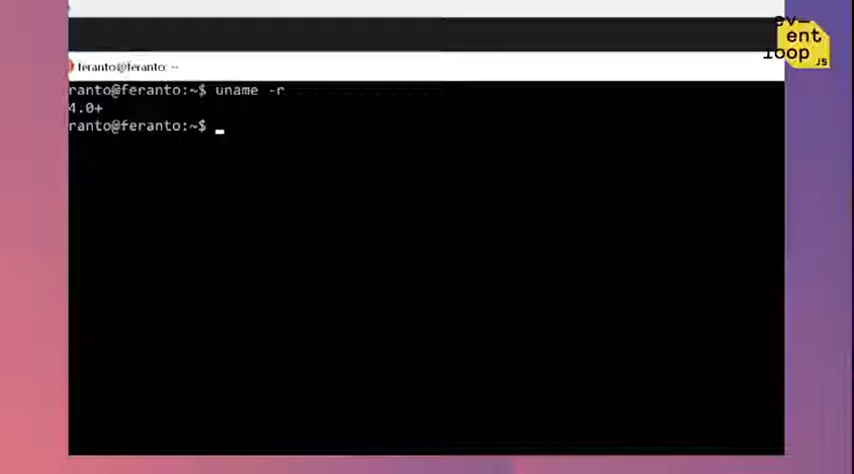 ev—
ent
loop JS
feranto@feranto: ~
ranto@feranto:~$ uname -r
4.0+
ranto@feranto:~$